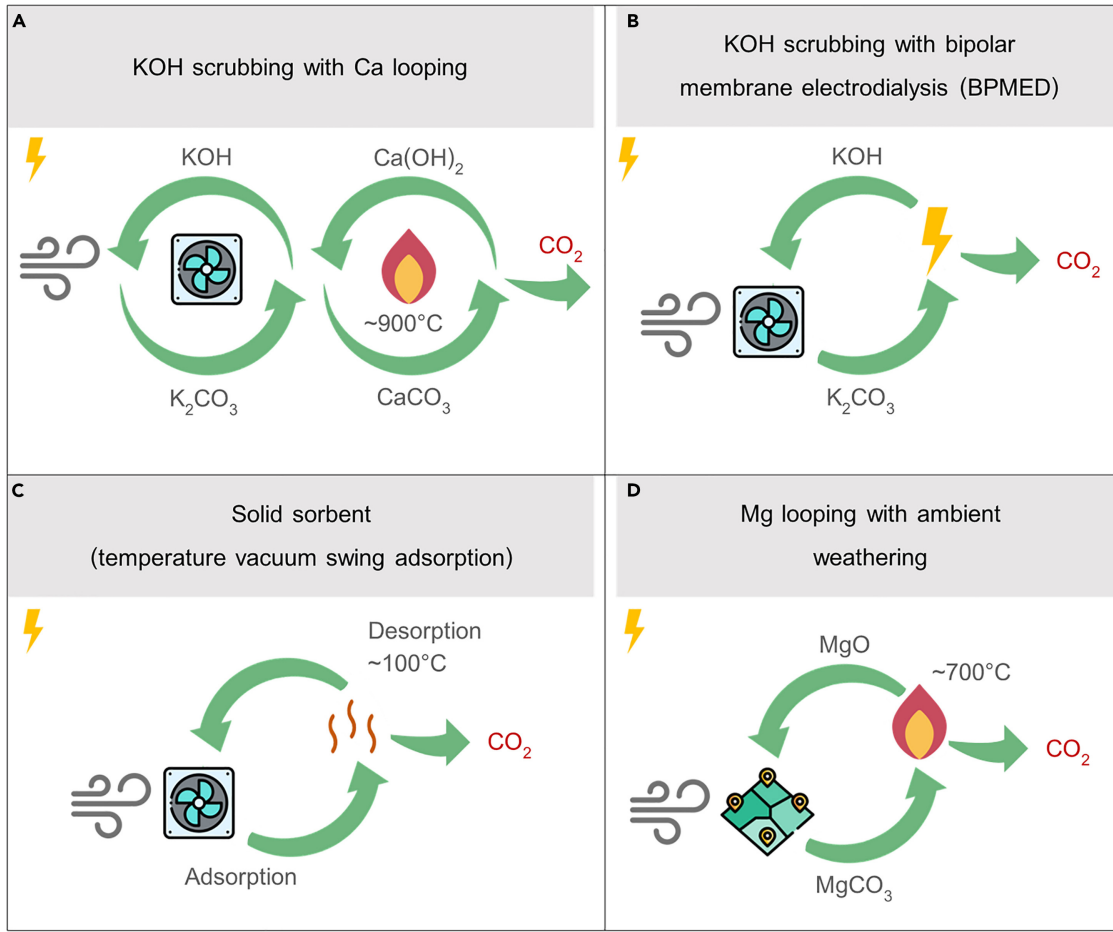 A
KOH scrubbing with Ca looping
KOH
Ca(OH)₂
CO₂
~900°C
K₂CO₃
CaCO₃
B
KOH scrubbing with bipolar
membrane electrodialysis (BPMED)
KOH
CO₂
K₂CO₃
C
Solid sorbent
(temperature vacuum swing adsorption)
Desorption
~100°C
CO₂
Adsorption
D
Mg looping with ambient
weathering
MgO
~700°C
CO₂
MgCO₃